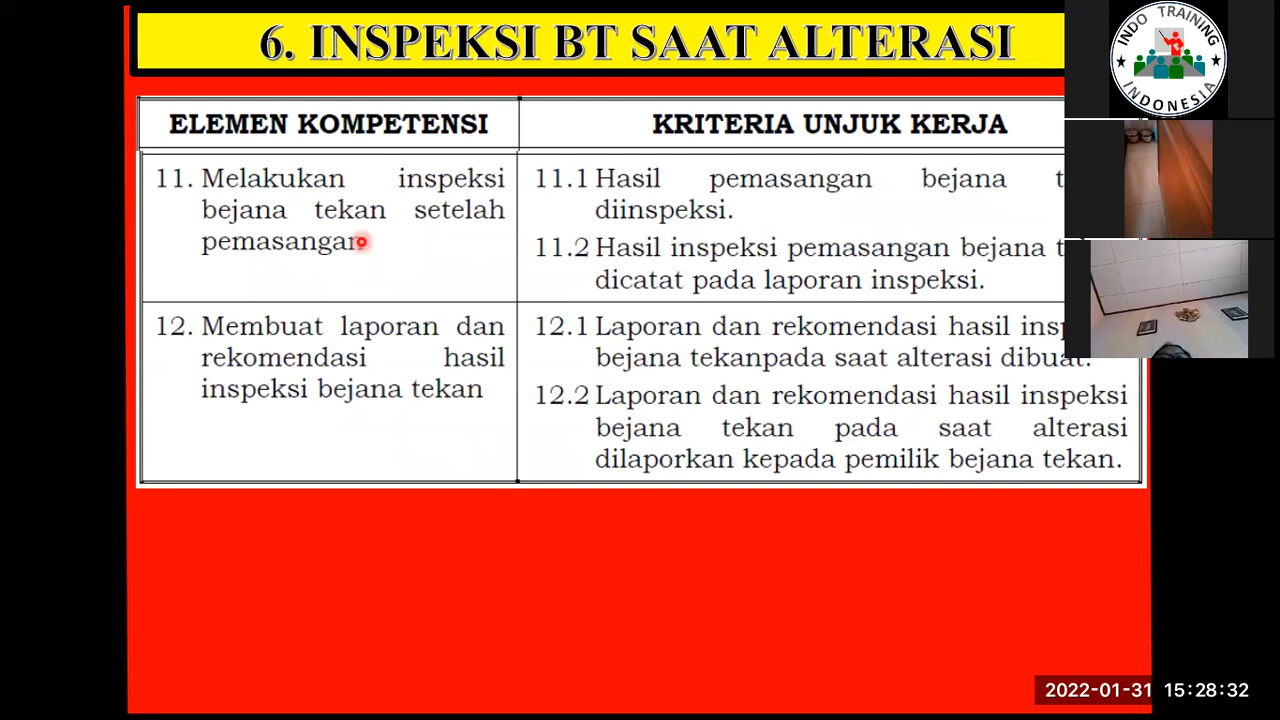 6. INSPEKSI BT SAAT ALTERASI
ELEMEN KOMPETENSI
KRITERIA UNJUK KERJA
11. Melakukan inspeksi
bejana tekan setelah
pemasangan
11.1 Hasil pemasangan bejana
diinspeksi.
11.2 Hasil inspeksi pemasangan bejana
dicatat pada laporan inspeksi.
12. Membuat laporan dan
rekomendasi hasil
inspeksi bejana tekan
12.1 Laporan dan rekomendasi hasil
bejana tekanpada saat alterasi dibuat.
12.2 Laporan dan rekomendasi hasil inspeksi
bejana tekan pada saat alterasi
dilaporkan kepada pemilik bejana tekan.
INDO TRAINING
INDONESIA
2022-01-31 15:28:32